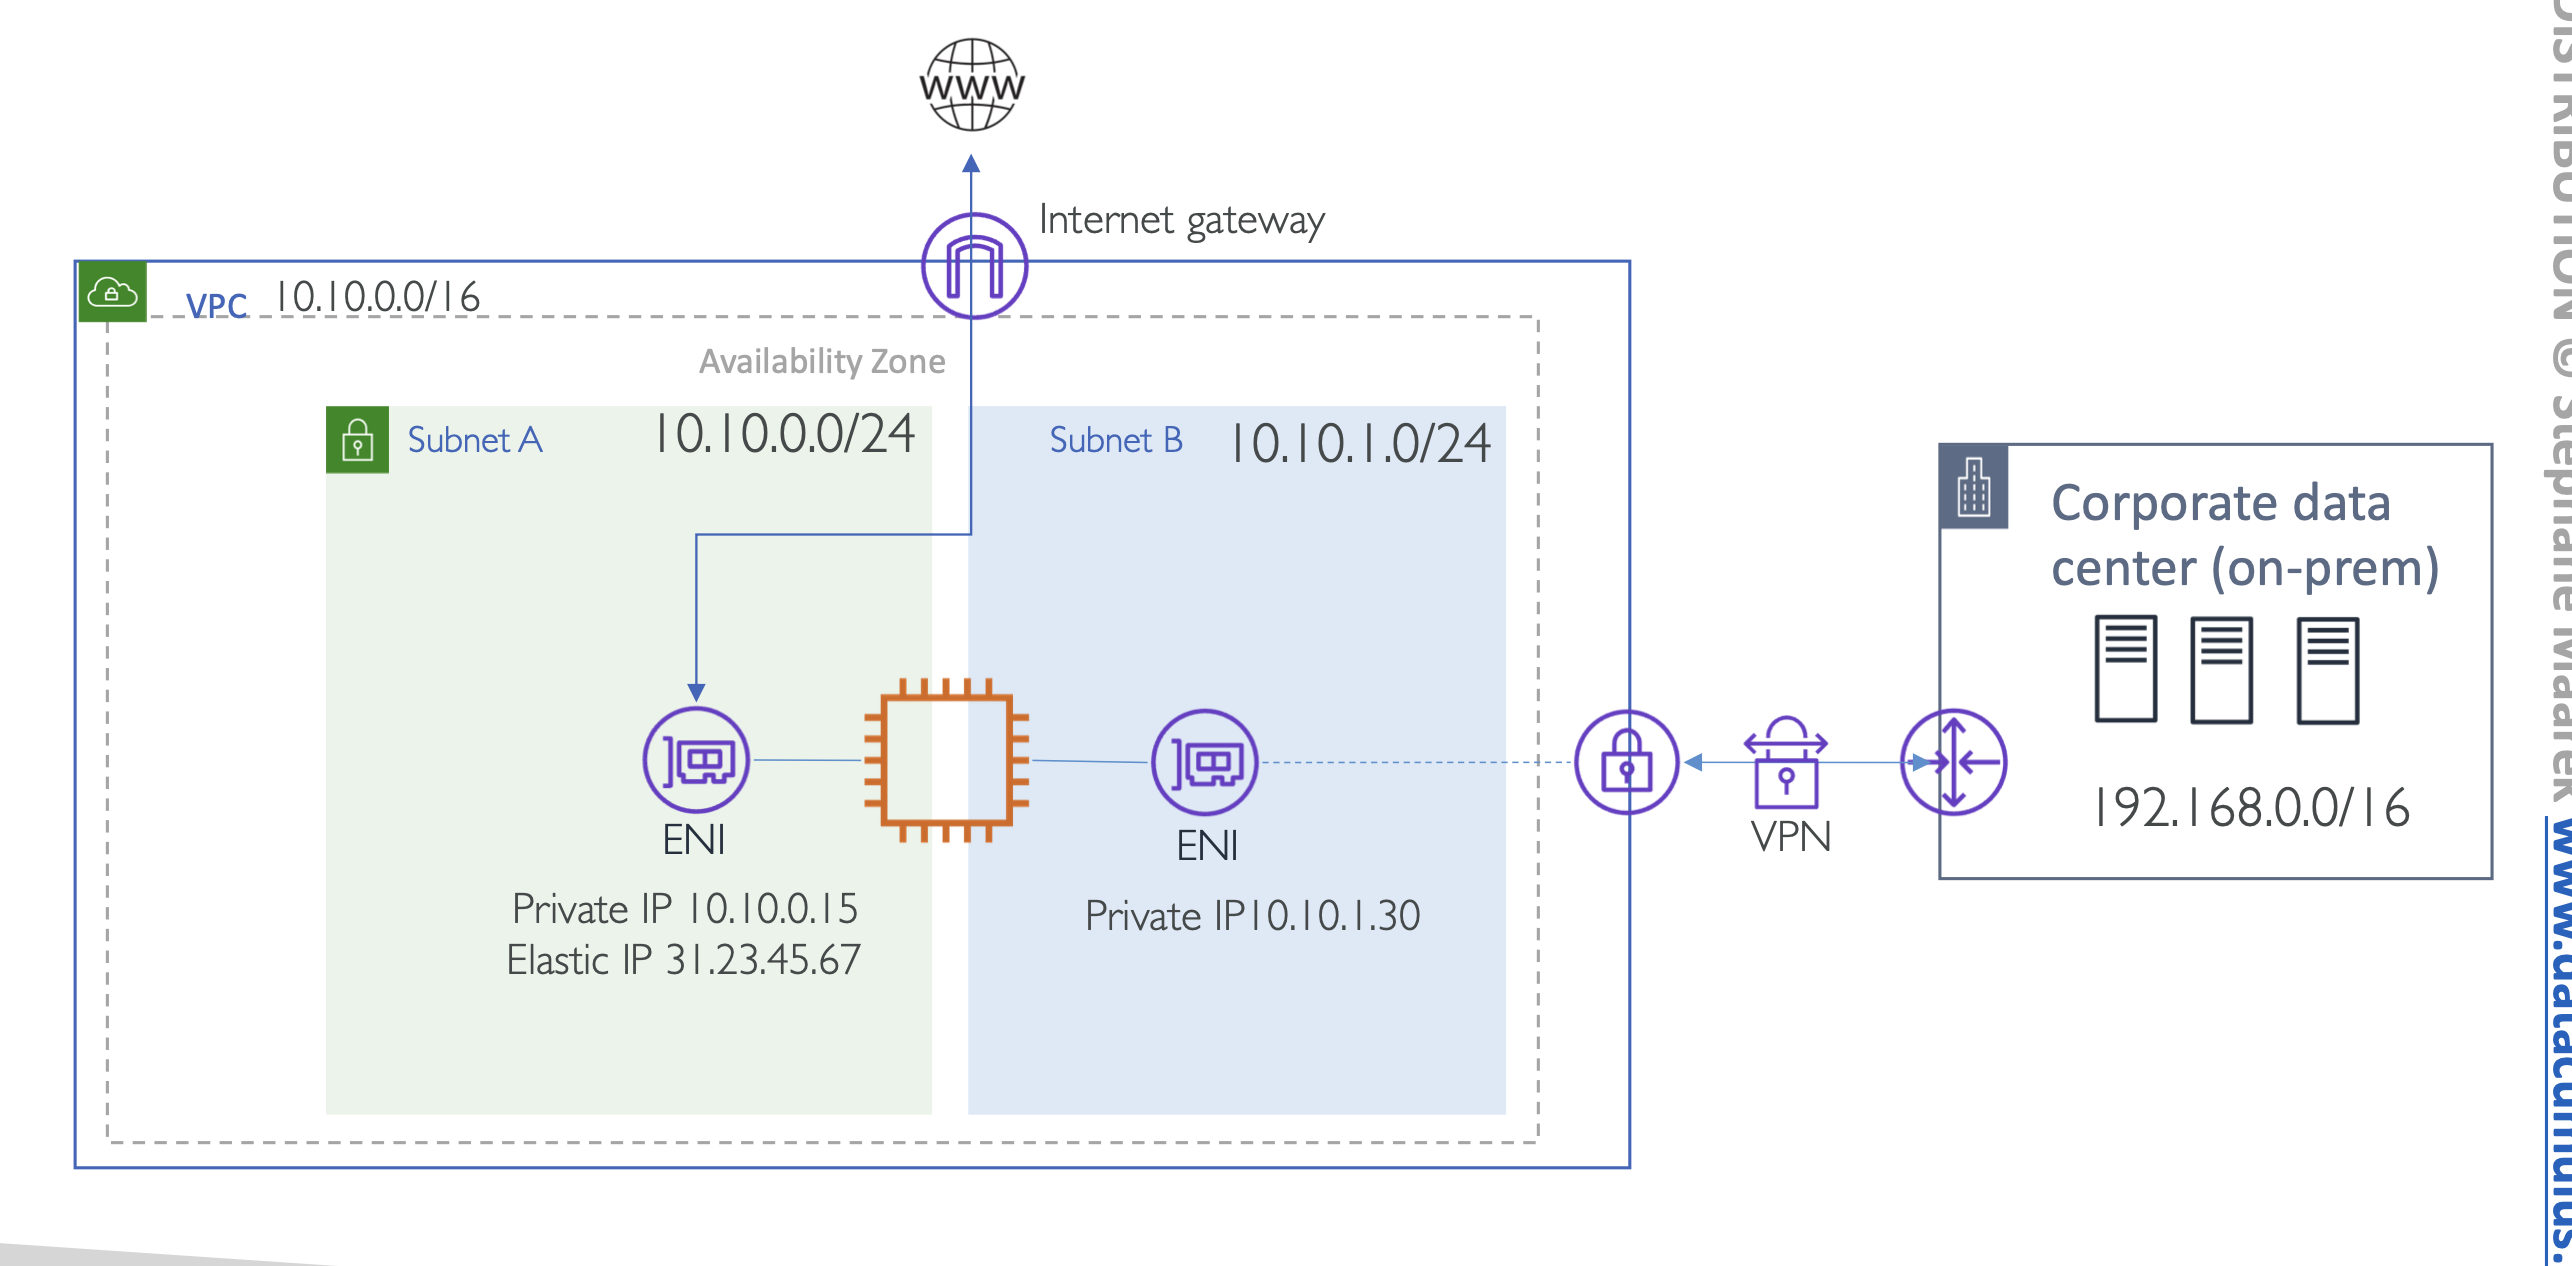 WWW
Internet gateway
VPC 10.10.0.0/16
Availability Zone
Subnet A 10.10.0.0/24
Subnet B 10.10.1.0/24
Corporate data
center (on-prem)
192.168.0.0/16
VPN
ENI
ENI
Private IP 10.10.0.15
Elastic IP 31.23.45.67
Private IP10.10.1.30
DISTRIBUTION © Stephane Maarek www.datacumulus.